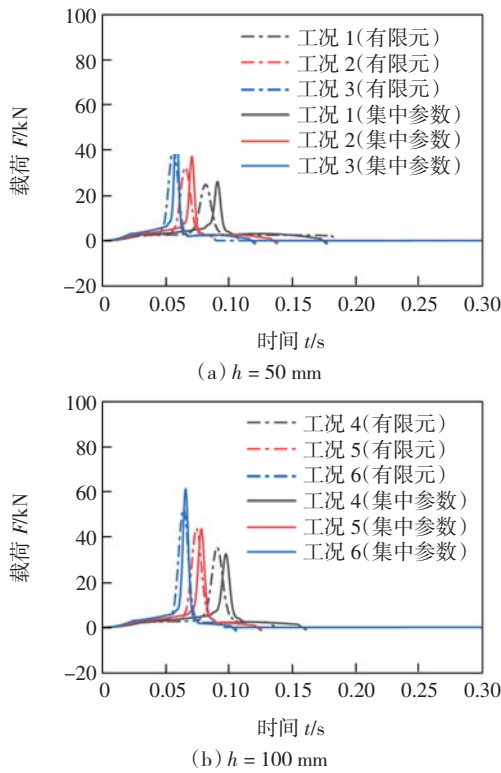 100
80
60
40
20
0
−20
载荷 F/kN
工况 1(有限元)
工况 2(有限元)
工况 3(有限元)
工况 1(集中参数)
工况 2(集中参数)
工况 3(集中参数)
0 0.05 0.10 0.15 0.20 0.25 0.30
时间 t/s
(a) h = 50 mm
100
80
60
40
20
0
−20
载荷 F/kN
工况 4(有限元)
工况 5(有限元)
工况 6(有限元)
工况 4(集中参数)
工况 5(集中参数)
工况 6(集中参数)
0 0.05 0.10 0.15 0.20 0.25 0.30
时间 t/s
(b) h = 100 mm